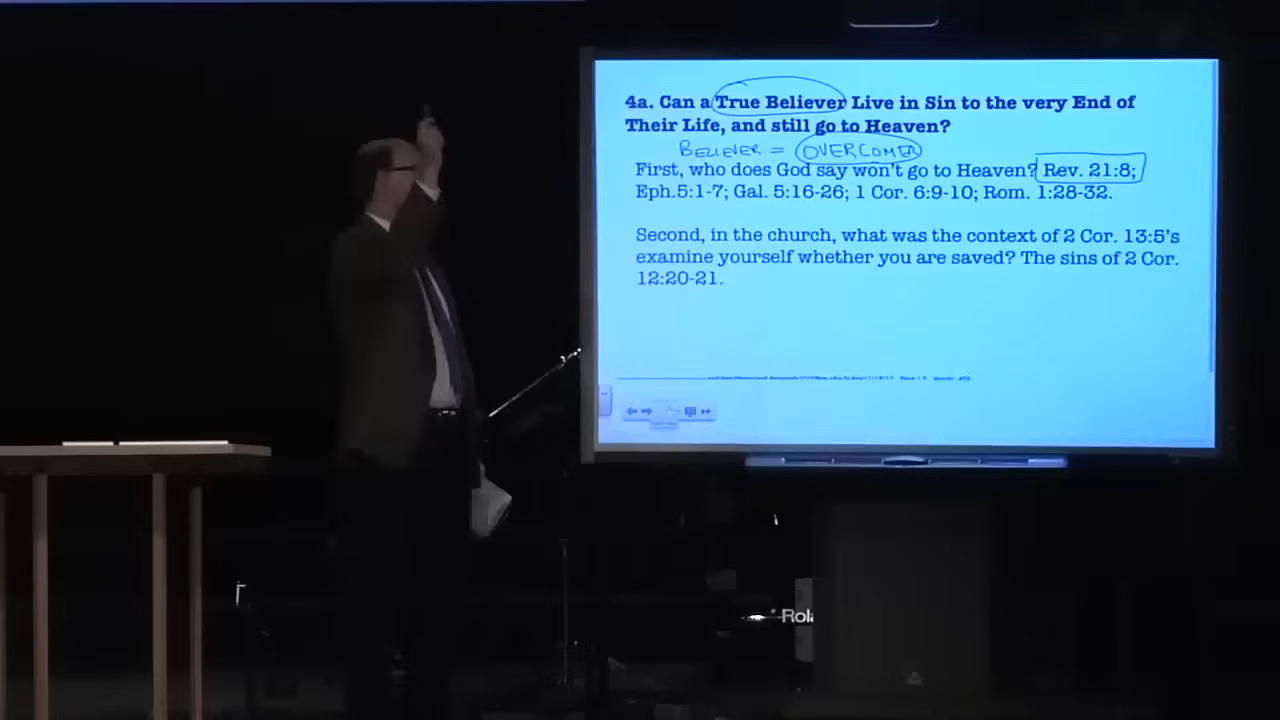 4a. Can a True Believer Live in Sin to the very End of
Their Life, and still go to Heaven?
BELIEVER = OVERCOMER
First, who does God say won't go to Heaven? Rev. 21:8;
Eph.5:1-7; Gal. 5:16-26; 1 Cor. 6:9-10; Rom. 1:28-32.
Second, in the church, what was the context of 2 Cor. 13:5's
examine yourself whether you are saved? The sins of 2 Cor.
12:20-21.
Rola